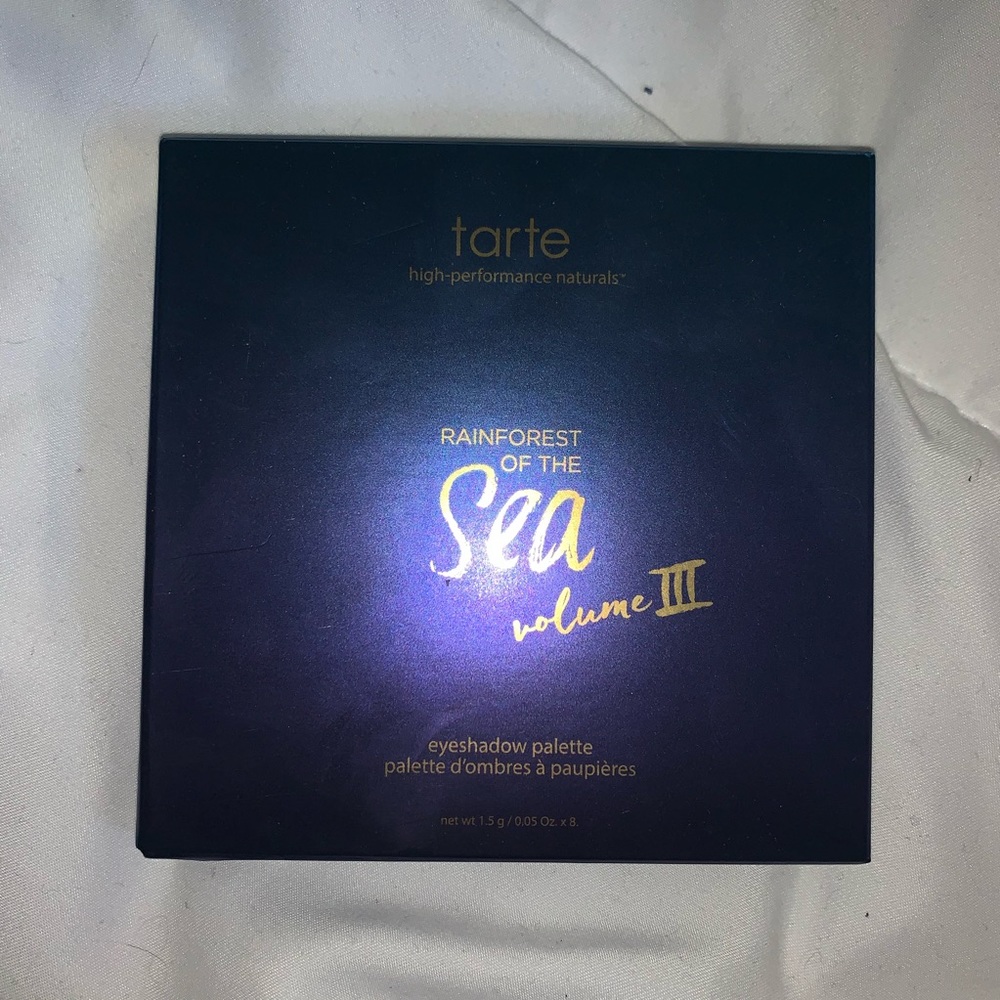 tarte
high-performance naturals™
RAINFOREST
OF THE
Sea
volume III
eyeshadow palette
palette d'ombres à paupières
net wt 1.5 g / 0.05 Oz. x 8.